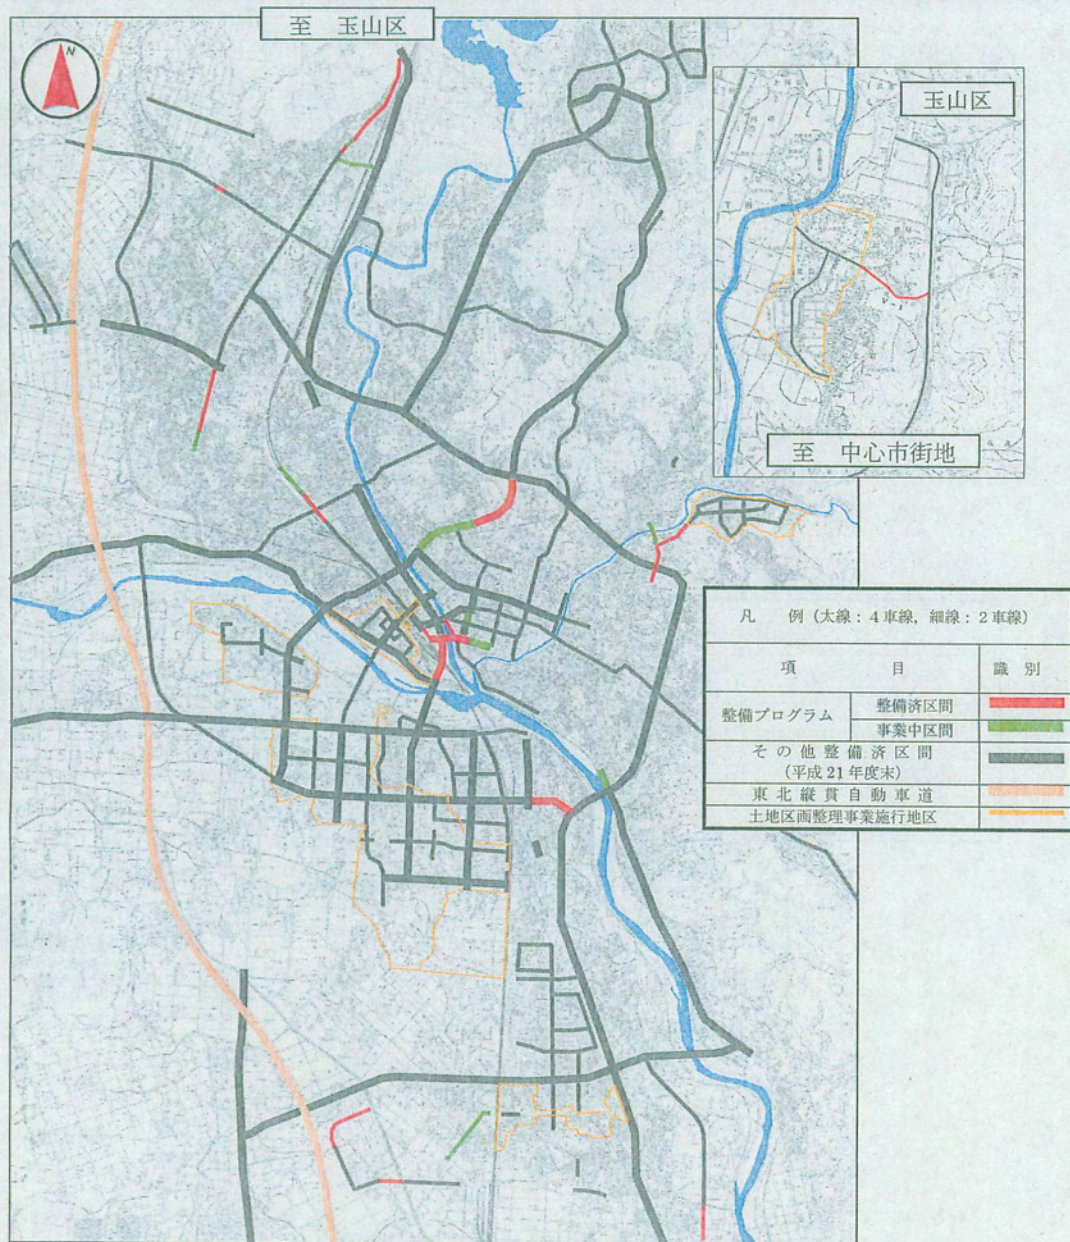 至 玉山区
N
玉山区
至 中心市街地
凡 例 (太線:4車線, 細線:2車線)
項 目 識 別
整備プログラム 整備済区間
事業中区間
その他整備済区間
(平成21年度末)
東北縦貫自動車道
土地区画整理事業施行地区